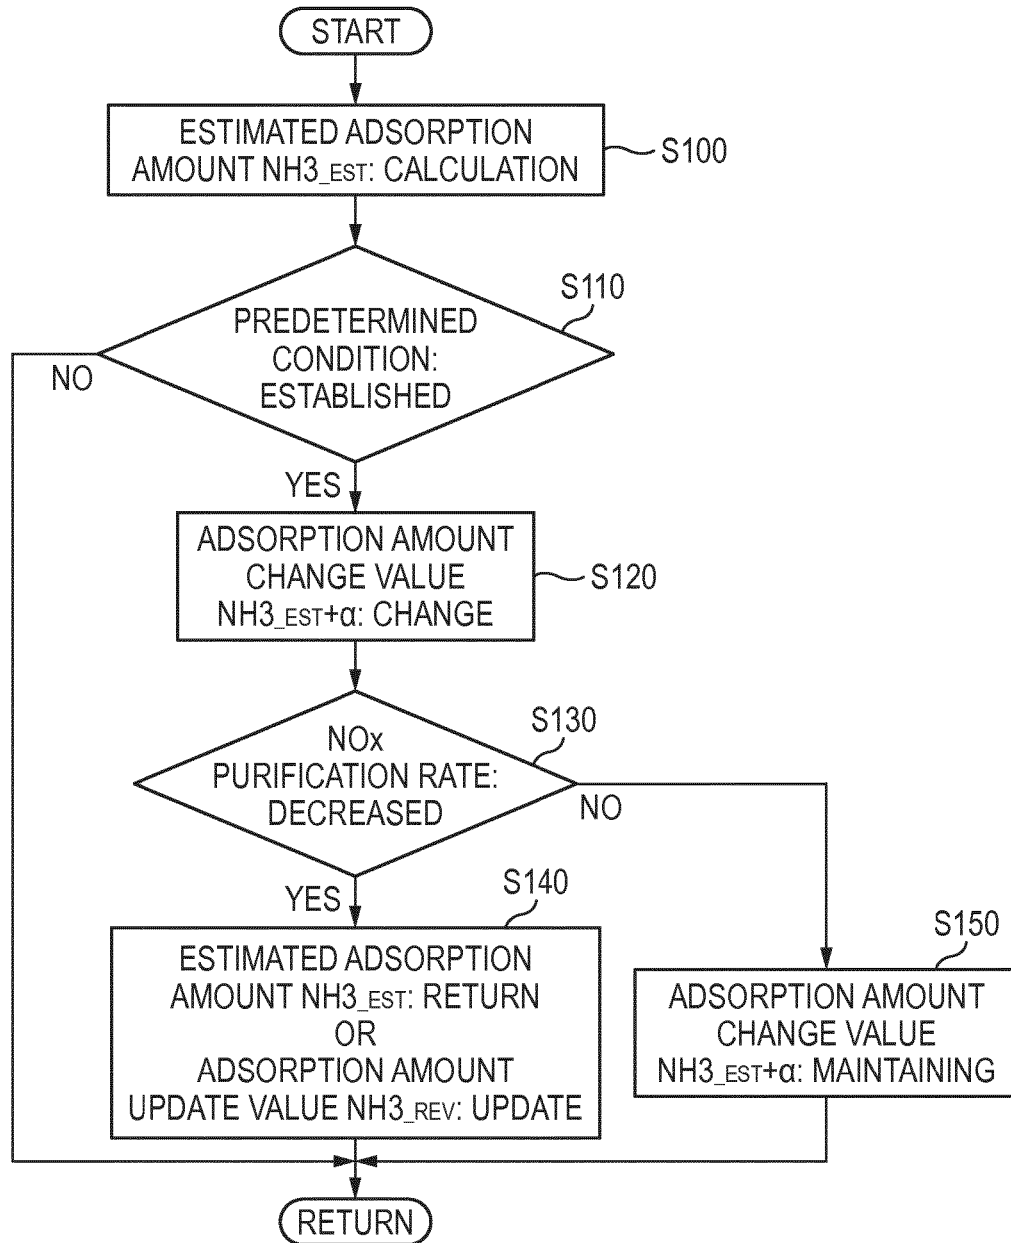 START
ESTIMATED ADSORPTION
AMOUNT NH3_EST: CALCULATION
S100
S110
PREDETERMINED
CONDITION:
ESTABLISHED
NO
YES
ADSORPTION AMOUNT
CHANGE VALUE
NH3_EST+α: CHANGE
S120
S130
NOx
PURIFICATION RATE:
DECREASED
NO
YES
S140
ESTIMATED ADSORPTION
AMOUNT NH3_EST: RETURN
OR
ADSORPTION AMOUNT
UPDATE VALUE NH3_REV: UPDATE
S150
ADSORPTION AMOUNT
CHANGE VALUE
NH3_EST+α: MAINTAINING
RETURN